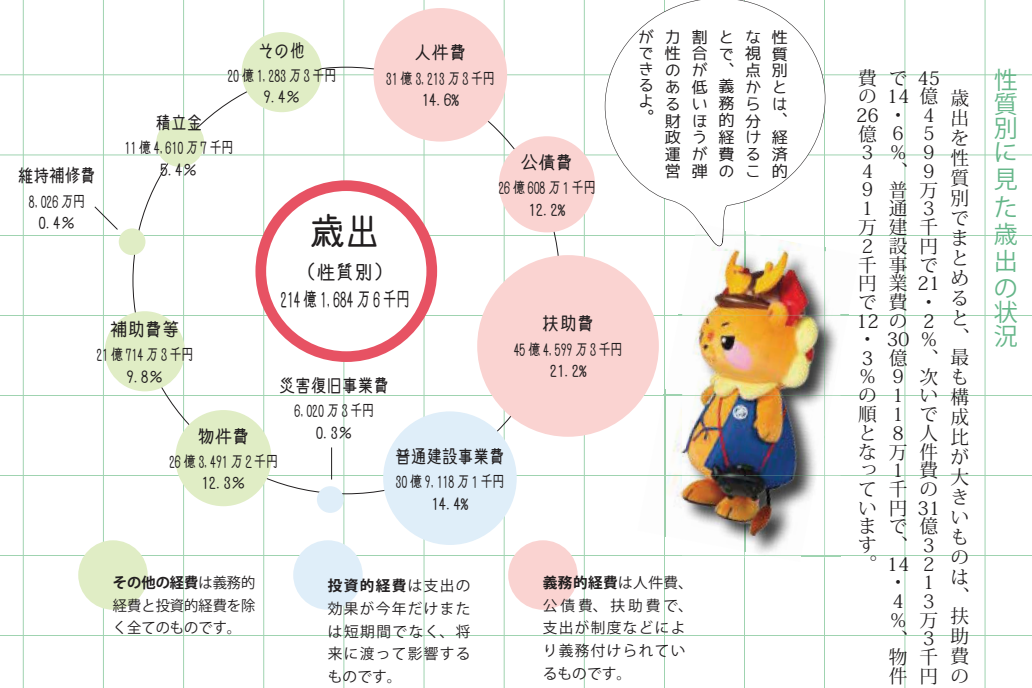 性質別に見た歳出の状況
歳出を性質別でまとめると、最も構成比が大きいものは、扶助費の
45億4599万3千円で21・2%、次いで人件費の31億3213万3千円
で14・6%、普通建設事業費の30億9118万1千円で、14・4%、物件
費の26億3491万2千円で12・3%の順となっています。
性質別とは、経済的
な視点から分けるこ
とで、義務的経費の
割合が低いほうが弾
力性のある財政運営
ができるよ。
歳出
(性質別)
214億1,684万6千円
人件費
31億3,213万3千円
14.6%
公債費
26億608万1千円
12.2%
扶助費
45億4,599万3千円
21.2%
普通建設事業費
30億9,118万1千円
14.4%
災害復旧事業費
6,020万3千円
0.3%
物件費
26億3,491万2千円
12.3%
補助費等
21億714万3千円
9.8%
維持補修費
8,026万円
0.4%
積立金
11億4,610万7千円
5.4%
その他
20億1,283万3千円
9.4%
その他の経費は義務的
経費と投資的経費を除
く全てのものです。
投資的経費は支出の
効果が今年だけまた
は短期間でなく、将
来に渡って影響する
ものです。
義務的経費は人件費、
公債費、扶助費で、
支出が制度などによ
り義務付けられてい
るものです。